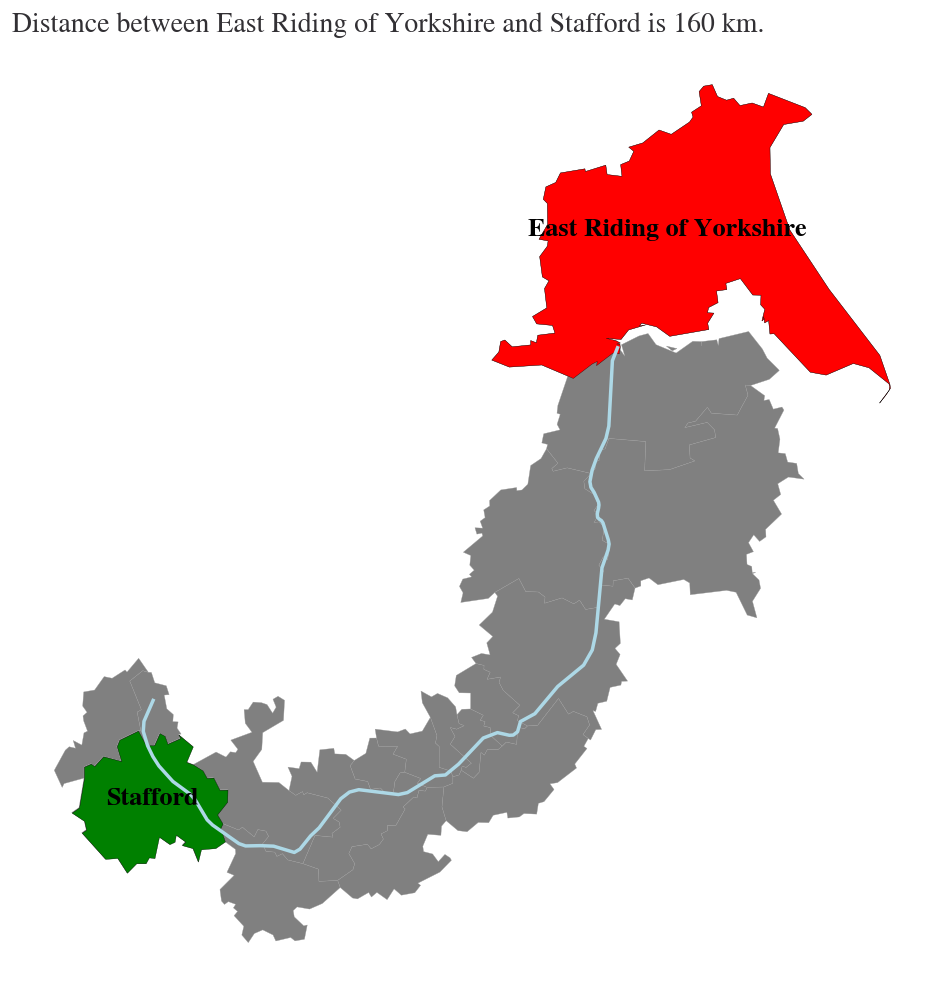 Distance between East Riding of Yorkshire and Stafford is 160 km.
East Riding of Yorkshire
Stafford